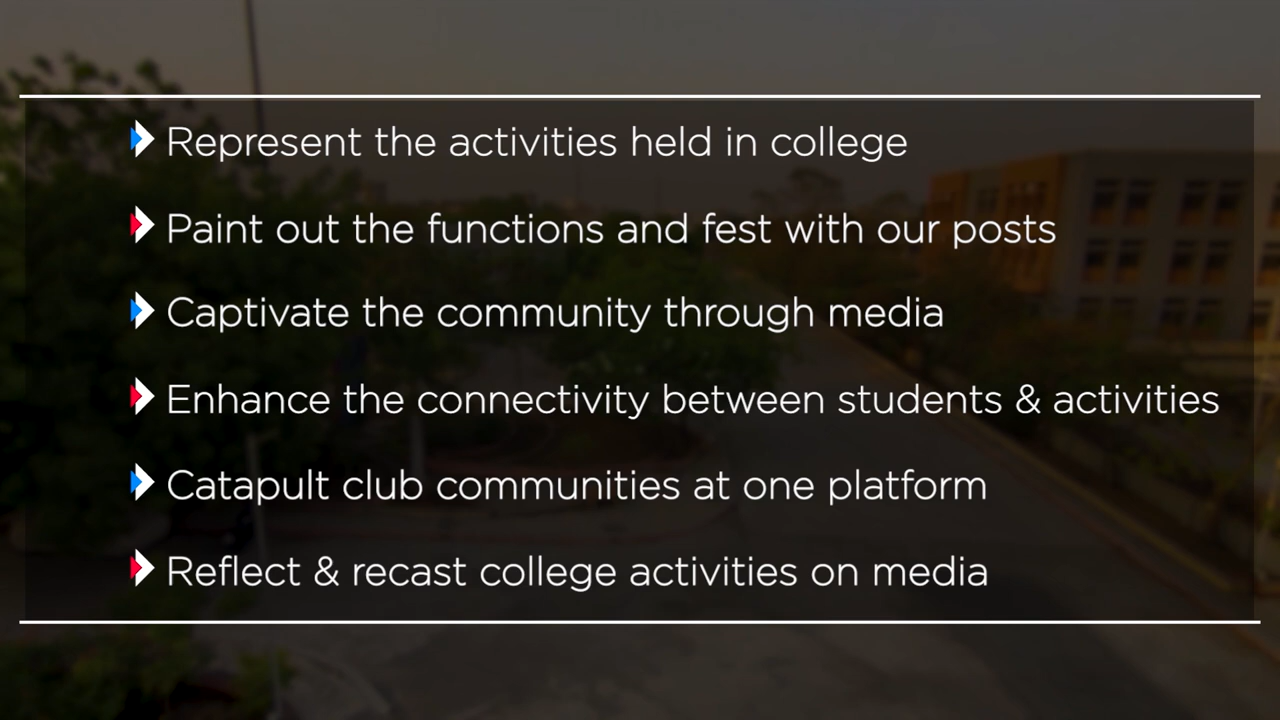 Represent the activities held in college
Paint out the functions and fest with our posts
Captivate the community through media
Enhance the connectivity between students & activities
Catapult club communities at one platform
Reflect & recast college activities on media